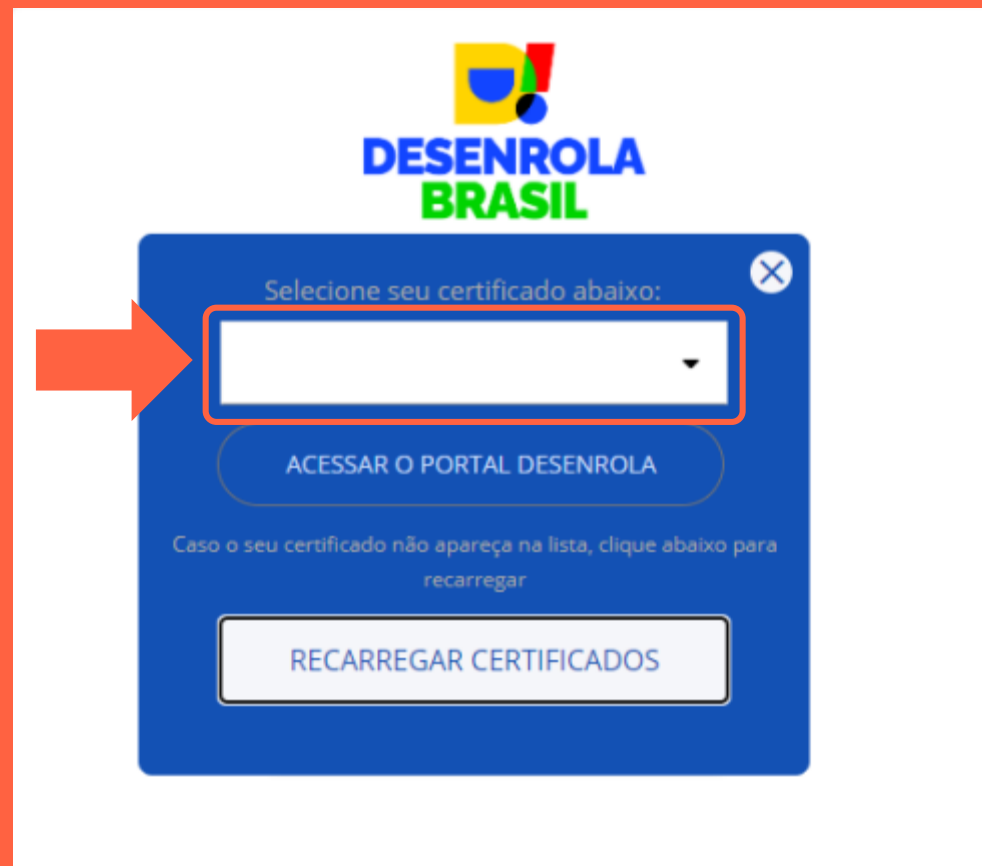 DESENROLA
BRASIL
Selecione seu certificado abaixo:
ACESSAR O PORTAL DESENROLA
Caso o seu certificado não apareça na lista, clique abaixo para
recarregar
RECARREGAR CERTIFICADOS